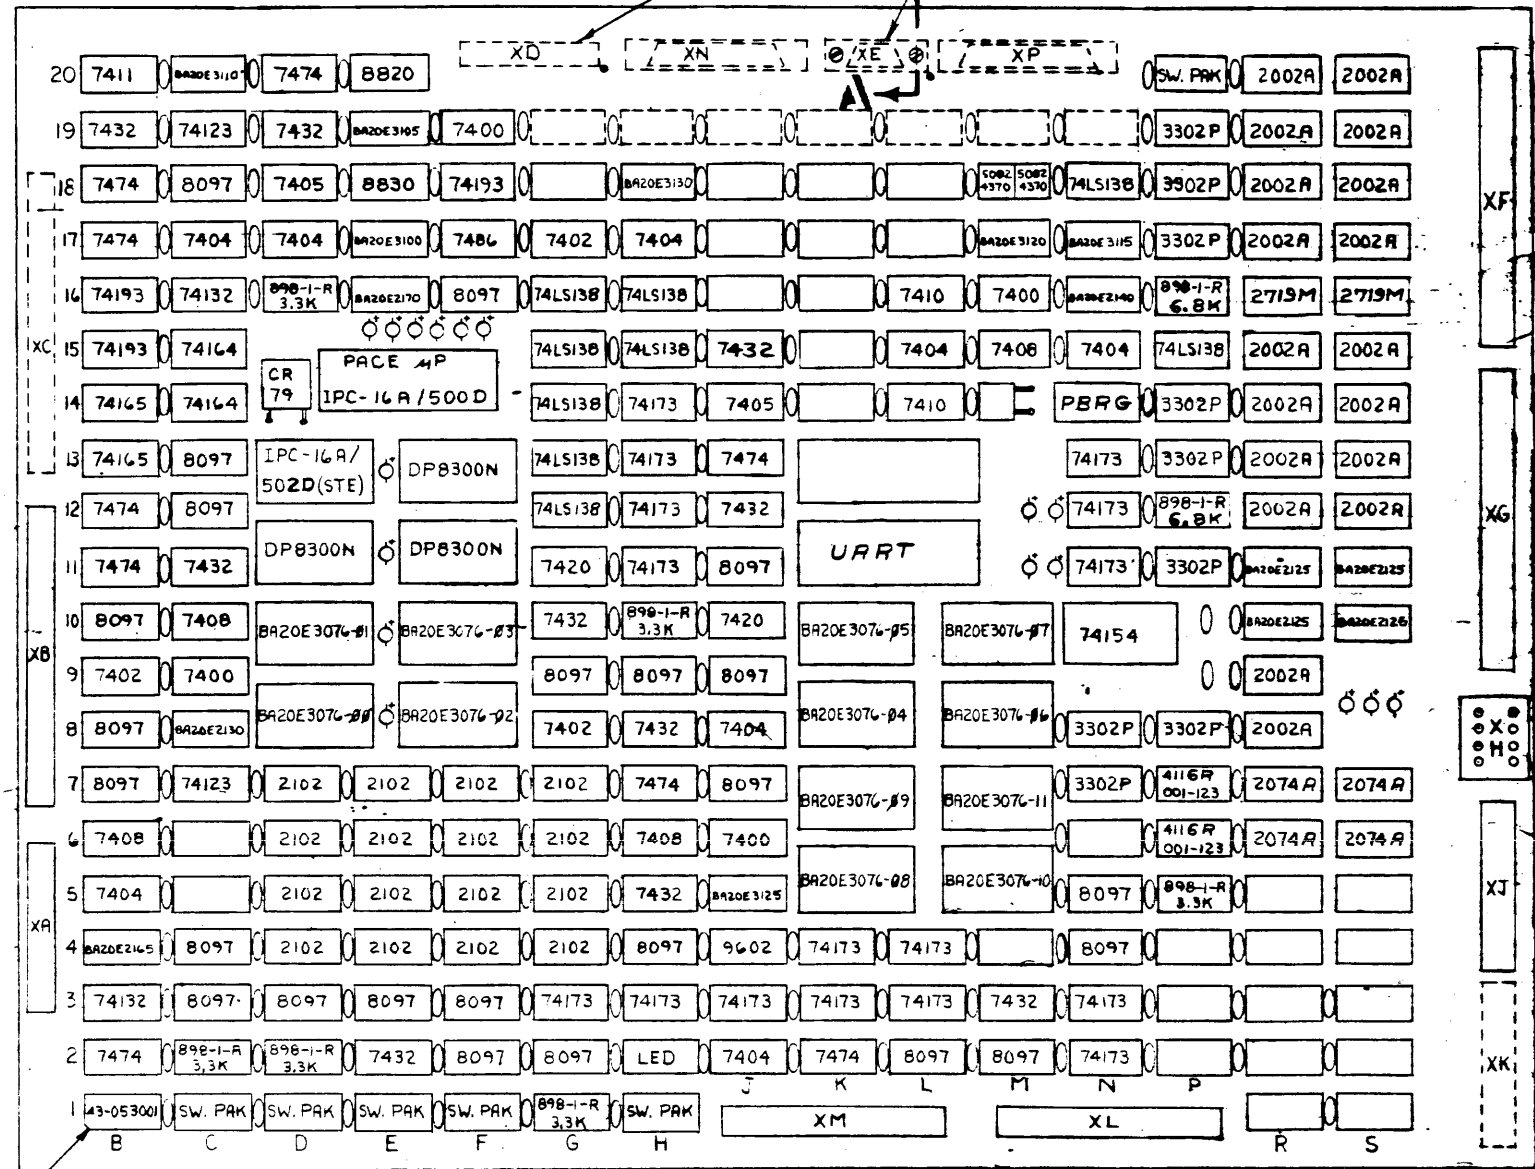 XD XN XE XP
20 7411 BA20E3110 7474 8820 SW. PAK 2002A 2002A
19 7432 74123 7432 BA20E3105 7400 3302P 2002A 2002A
18 7474 8097 7405 8830 74193 BA20E3130 5082 4370 5082 4370 74LS138 3302P 2002A 2002A
XF
17 7474 7404 7404 BA20E3100 7486 7402 7404 BA20E3120 BA20E3115 3302P 2002A 2002A
16 74193 74132 898-1-R 3.3K BA20E2170 8097 74LS138 74LS138 7410 7400 BA20E2140 898-1-R 6.8K 2719M 2719M
XC 15 74193 74164 PACE µP 74LS138 74LS138 7432 7404 7408 7404 74LS138 2002A 2002A
CR 79
14 74165 74164 IPC-16A/500D 74LS138 74173 7405 7410 PBRG 3302P 2002A 2002A
13 74165 8097 IPC-16A/ 502D(STE) DP8300N 74LS138 74173 7474 74173 3302P 2002A 2002A
12 7474 8097 74LS138 74173 7432 74173 898-1-R 6.8K 2002A 2002A XG
11 7474 7432 DP8300N DP8300N 7420 74173 8097 UART 74173 3302P BA20E2125 BA20E2125
10 8097 7408 BA20E3076-01 BA20E3076-03 7432 898-1-R 3.3K 7420 BA20E3076-05 BA20E3076-07 74154 BA20E2125
XB
9 7402 7400 8097 8097 8097 2002A
8 8097 BA20E2130 BA20E3076-00 BA20E3076-02 7402 7432 7404 BA20E3076-04 BA20E3076-06 3302P 3302P 2002A
XH
7 8097 74123 2102 2102 2102 2102 7474 8097 BA20E3076-09 BA20E3076-11 3302P 4116R 001-123 2074A 2074A
6 7408 2102 2102 2102 2102 7408 7400 4116R 001-123 2074A 2074A
5 7404 2102 2102 2102 2102 7432 BA20E3125 BA20E3076-08 BA20E3076-10 8097 898-1-R 3.3K XJ
XA
4 BA20E2165 8097 2102 2102 2102 2102 8097 9602 74173 74173 8097
3 74132 8097 8097 8097 8097 74173 74173 74173 74173 74173 7432 74173
2 7474 898-1-R 3.3K 898-1-R 3.3K 7432 8097 8097 LED 7404 7474 8097 8097 74173 XK
J K L M N P
1 A3-053001 SW. PAK SW. PAK SW. PAK SW. PAK 898-1-R 3.3K SW. PAK XM XL
B C D E F G H R S